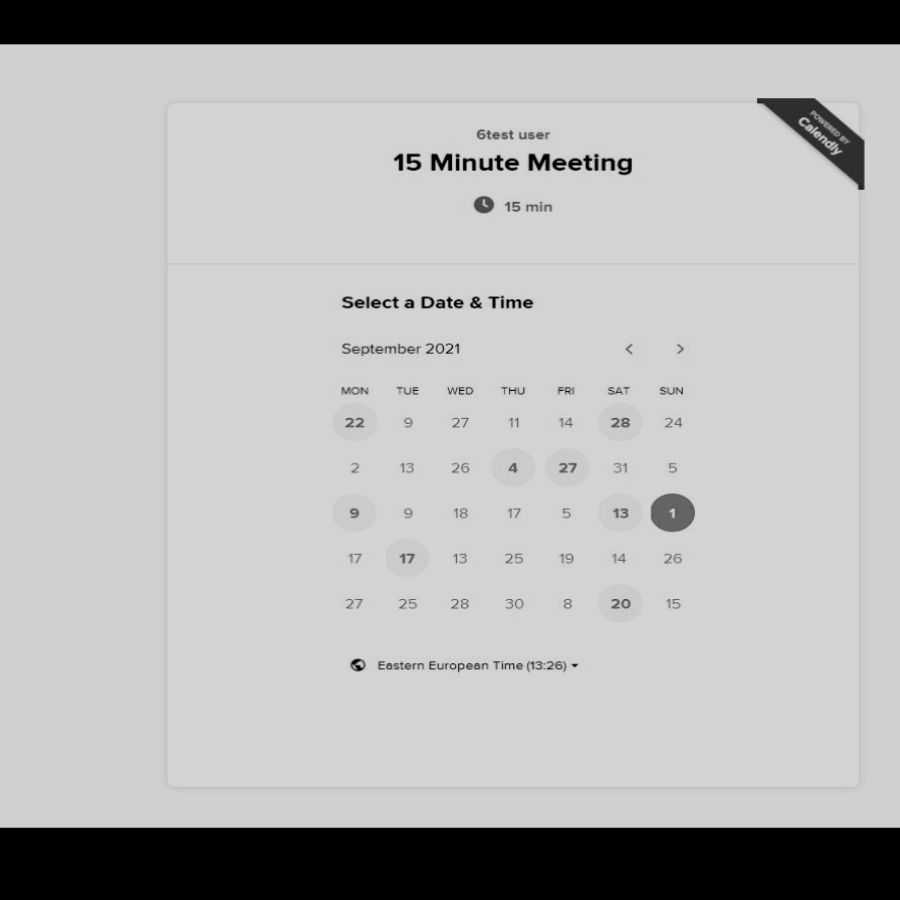 POWERED BY
Calendly
6test user
15 Minute Meeting
15 min
Select a Date & Time
September 2021
MON TUE WED THU FRI SAT SUN
22 9 27 11 14 28 24
2 13 26 4 27 31 5
9 9 18 17 5 13 1
17 17 13 25 19 14 26
27 25 28 30 8 20 15
Eastern European Time (13:26)